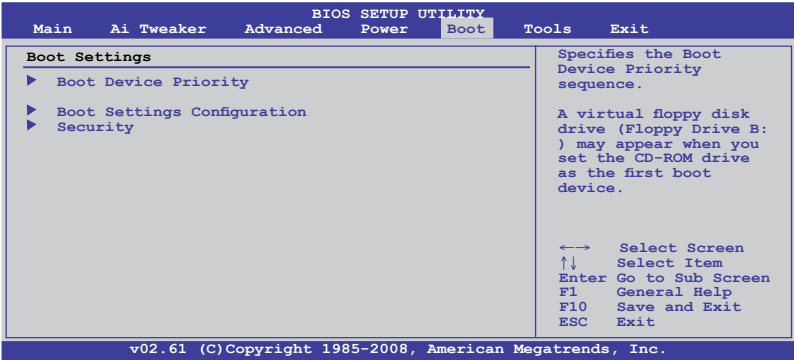 BIOS SETUP UTILITY
Main Ai Tweaker Advanced Power Boot Tools Exit
Boot Settings
Boot Device Priority
Boot Settings Configuration
Security
Specifies the Boot
Device Priority
sequence.
A virtual floppy disk
drive (Floppy Drive B:
) may appear when you
set the CD-ROM drive
as the first boot
device.
←→ Select Screen
↑↓ Select Item
Enter Go to Sub Screen
F1 General Help
F10 Save and Exit
ESC Exit
v02.61 (C)Copyright 1985-2008, American Megatrends, Inc.